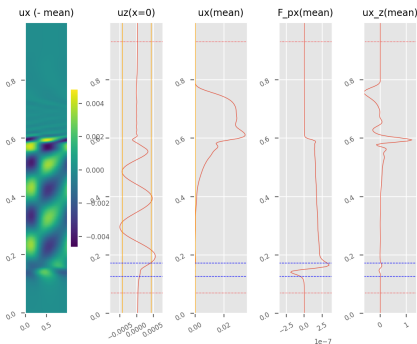 ux (- mean) uz(x=0) ux(mean) F_px(mean) ux_z(mean)
0.8 0.8 0.8 0.8 0.8
0.004
0.002
0.6 0.6 0.6 0.6 0.6
0.000
0.4 0.4 0.4 0.4 0.4
−0.002
0.2 0.2 0.2 0.2 0.2
−0.004
0.0 0.0 0.0 0.0 0.0
0.0 0.5 −0.0005 0.0000 0.0005 0.00 0.02 −2.5 0.0 2.5 0 1
1e−7